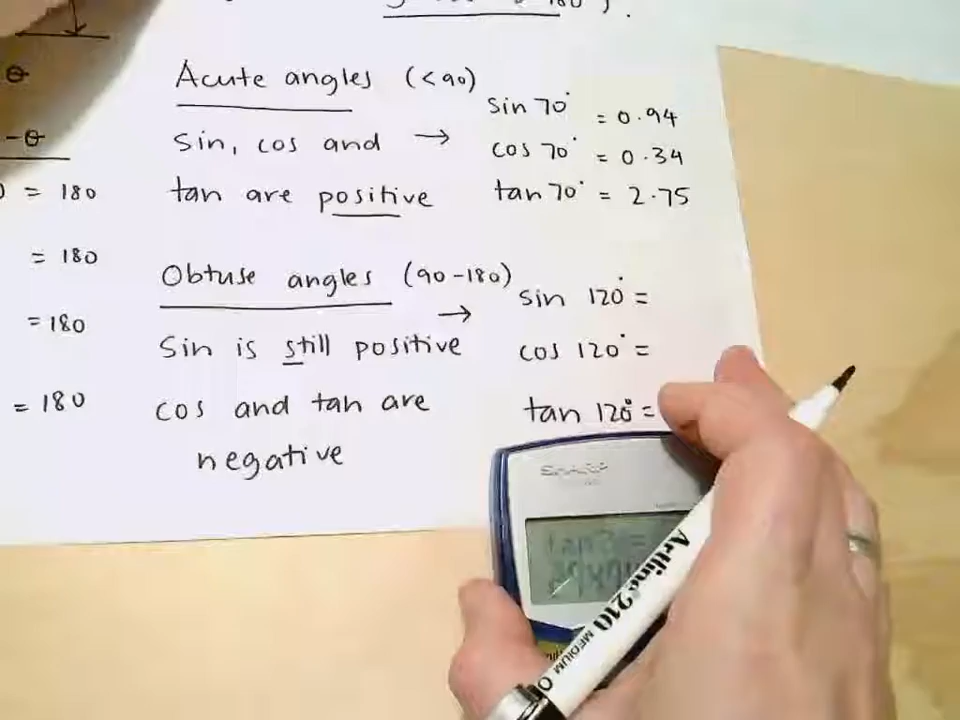 θ
-θ
= 180
= 180
= 180
= 180
Acute angles (<90)
sin, cos and →
tan are positive
sin 70° = 0.94
cos 70° = 0.34
tan 70° = 2.75
Obtuse angles (90-180)
Sin is still positive →
cos and tan are
negative
sin 120° =
cos 120° =
tan 120° =
SHARP
Artline 210 MEDIUM